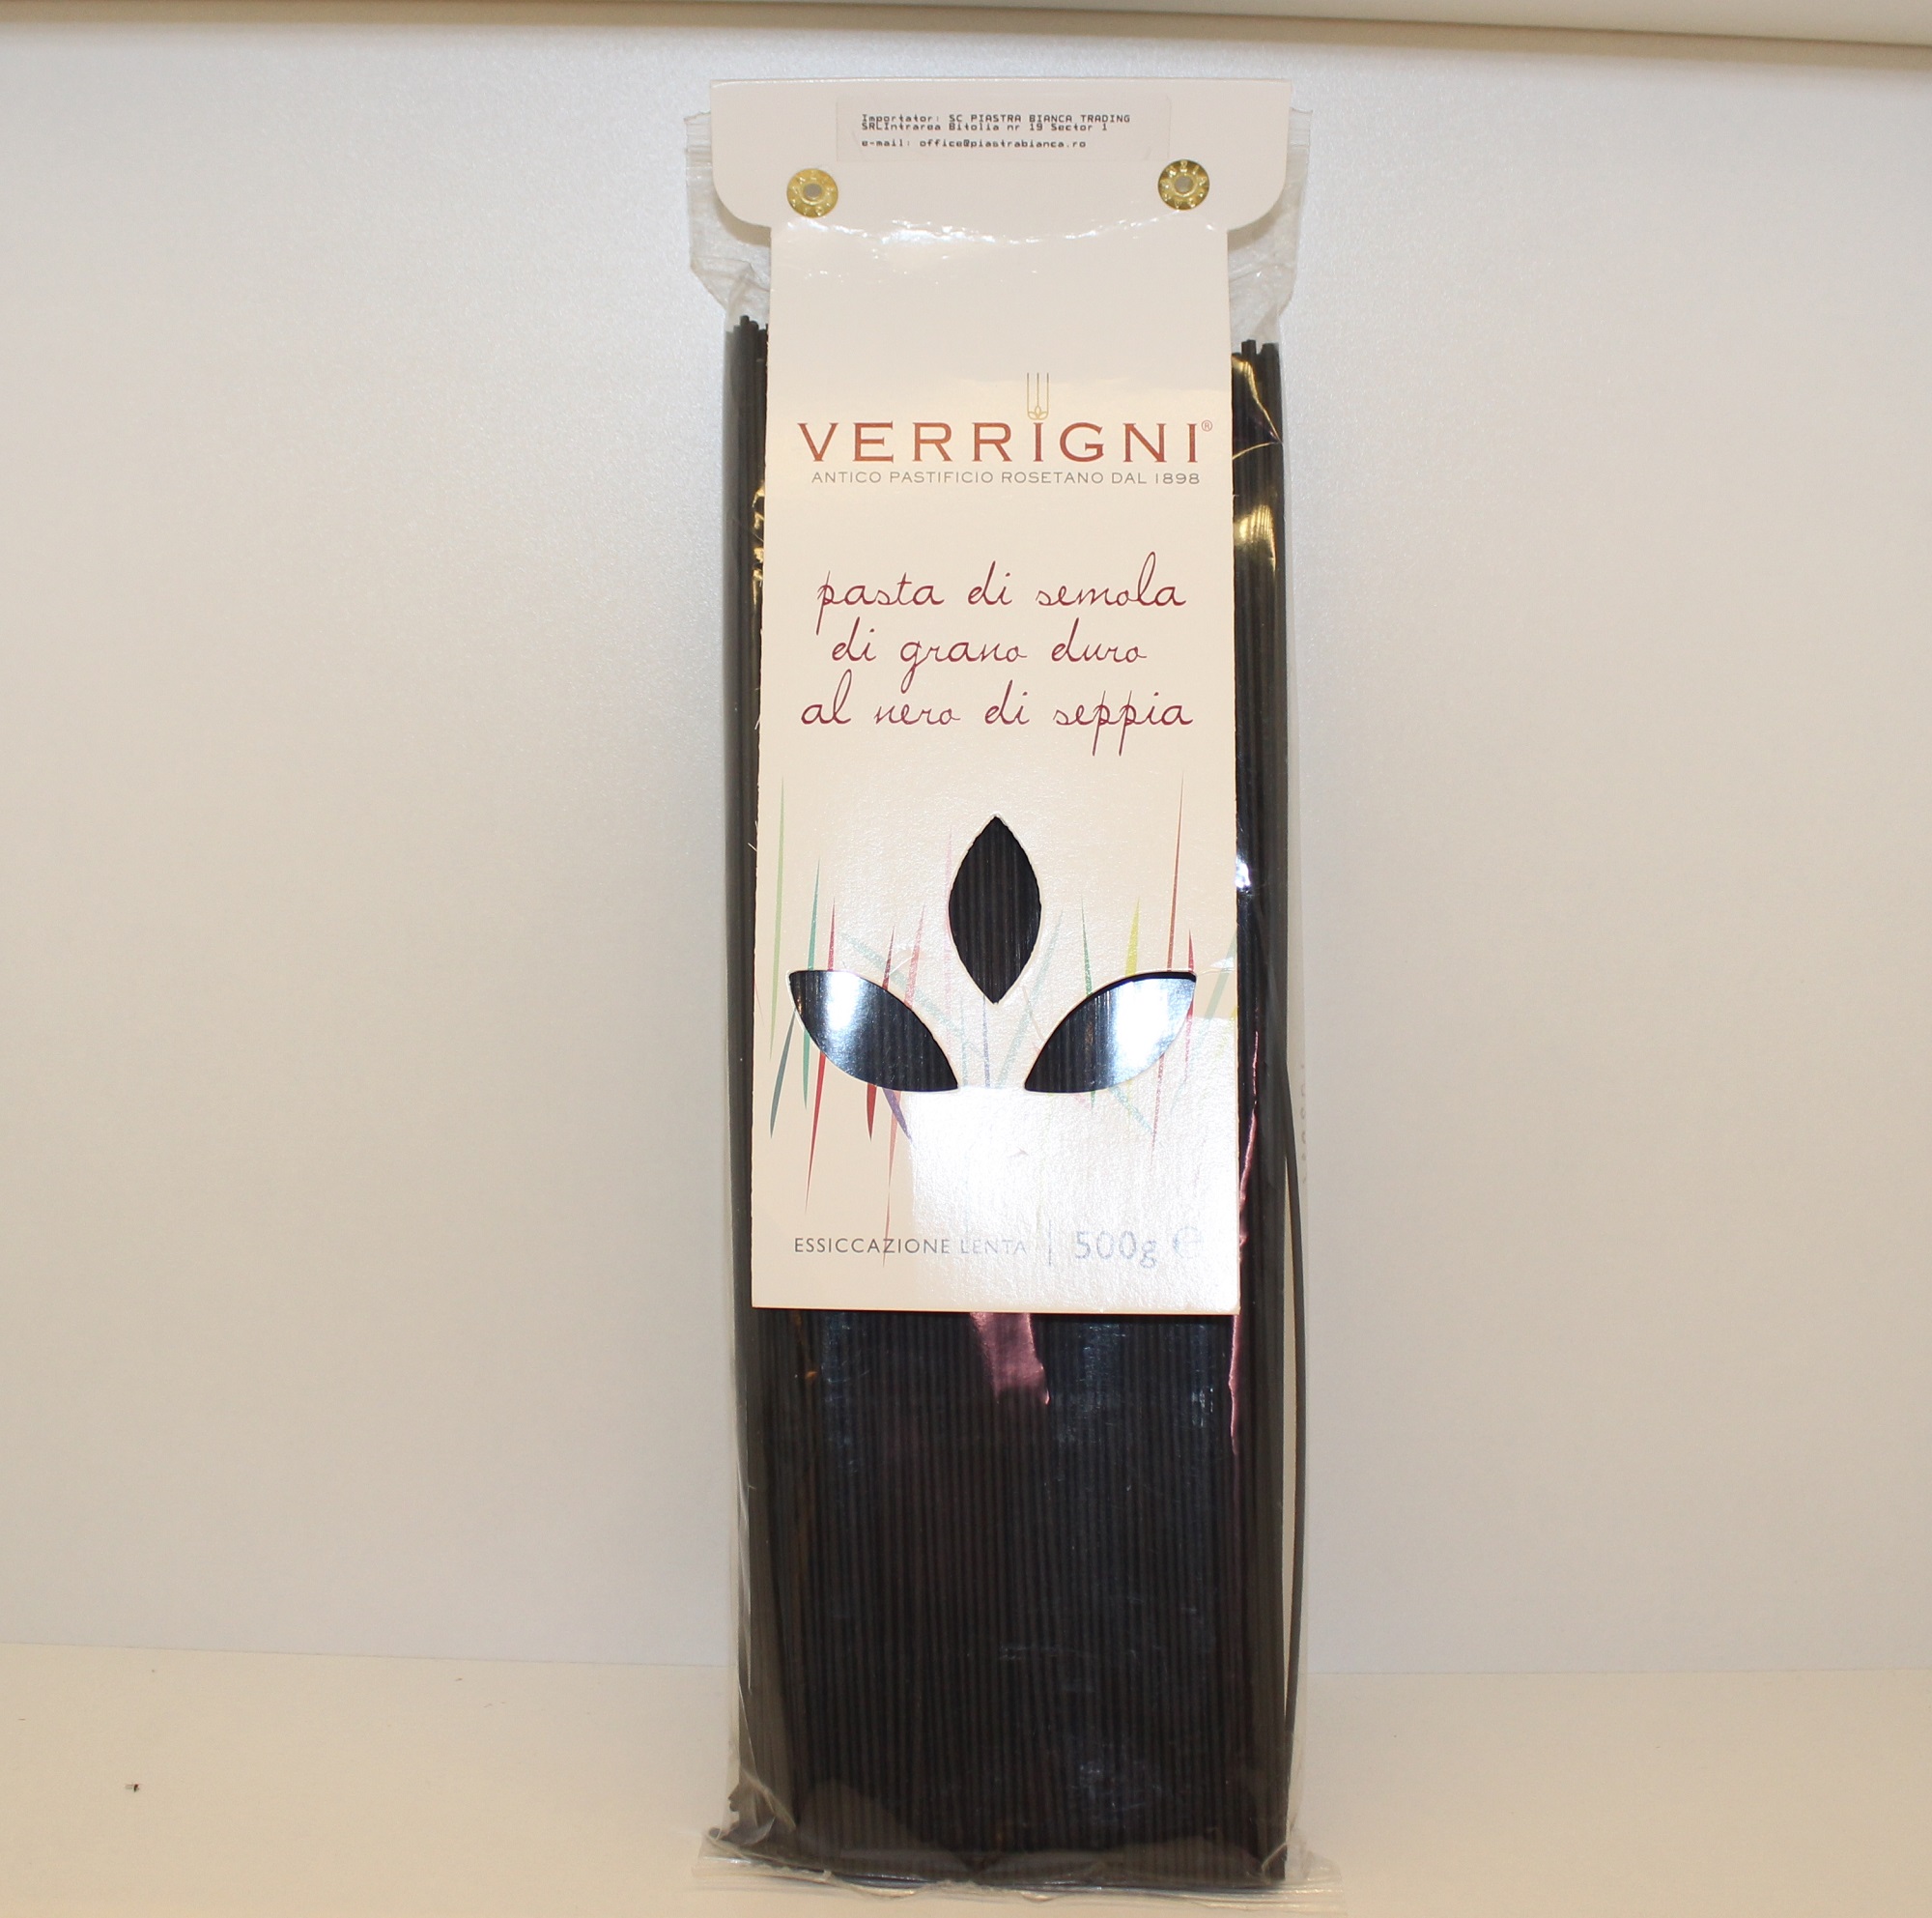 Importator: SC PIASTRA BIANCA TRADING
SRLIntrarea Bitolia nr 19 Sector 1
e-mail: office@piastrabianca.ro
VERRIGNI®
ANTICO PASTIFICIO ROSETANO DAL 1898
pasta di semola
di grano duro
al nero di seppia
ESSICCAZIONE LENTA | 500g ℮